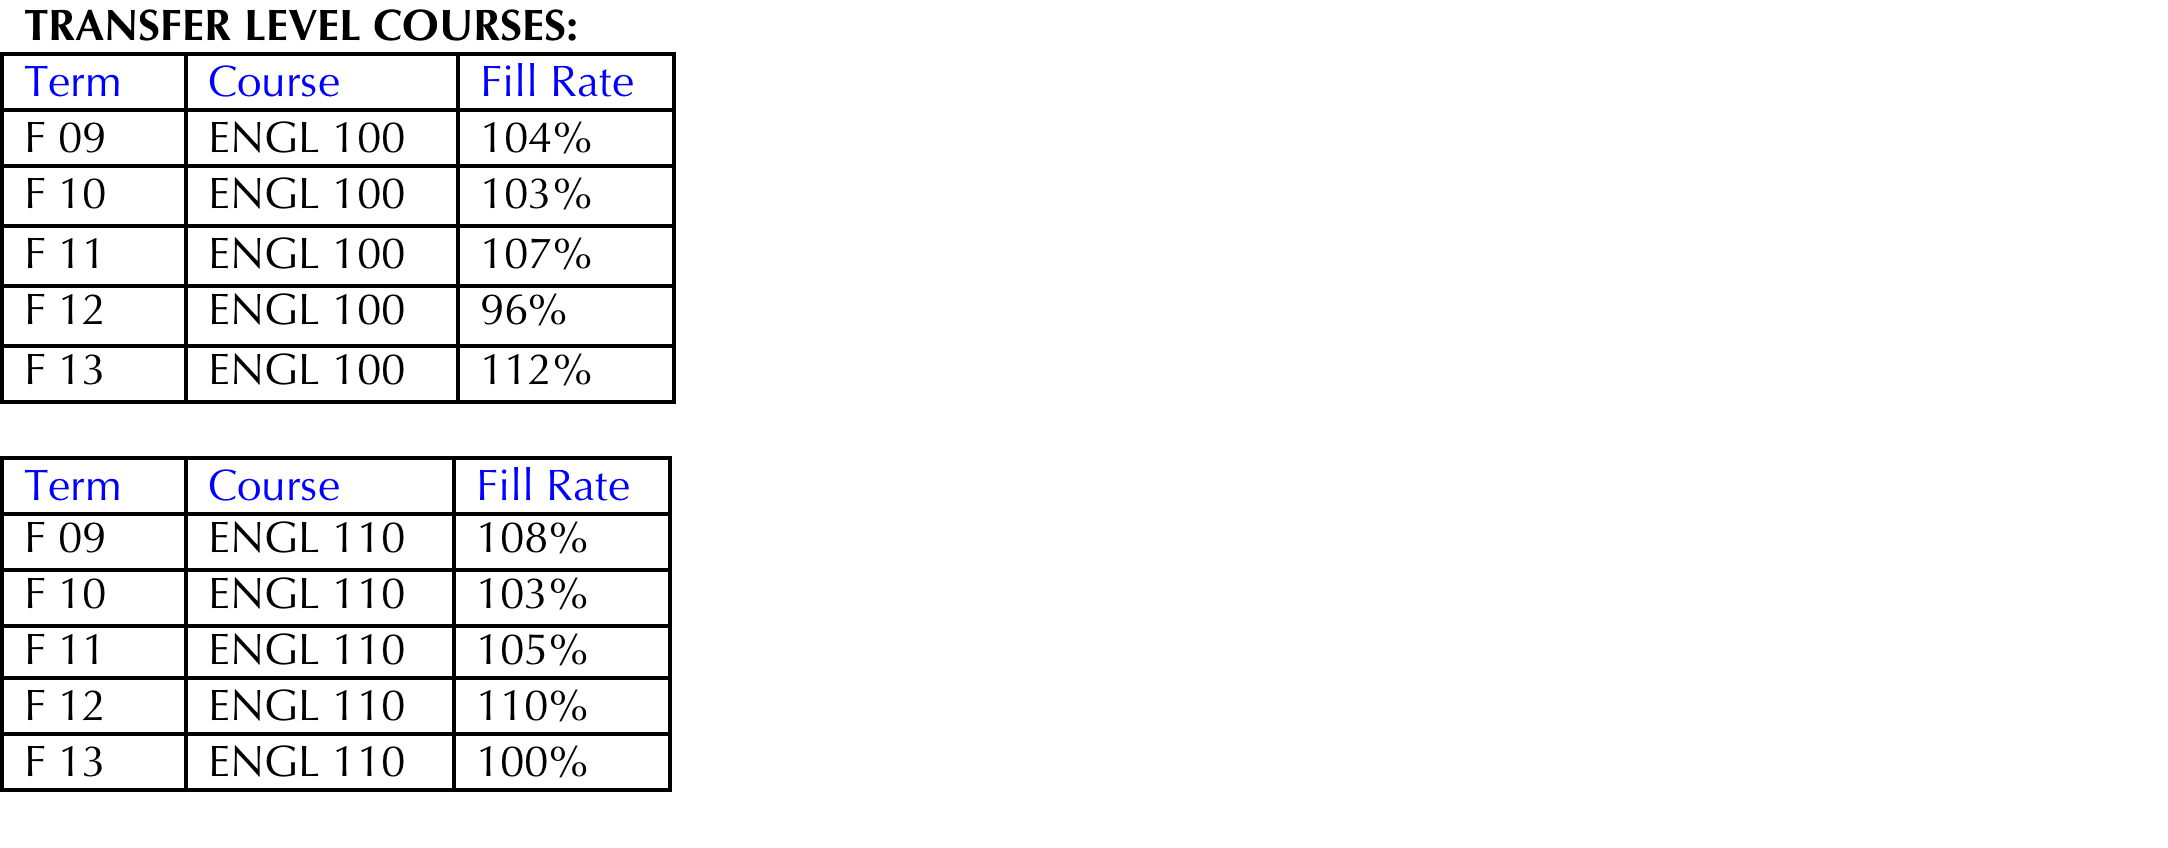 TRANSFER LEVEL COURSES:
Term Course Fill Rate
F 09 ENGL 100 104%
F 10 ENGL 100 103%
F 11 ENGL 100 107%
F 12 ENGL 100 96%
F 13 ENGL 100 112%
Term Course Fill Rate
F 09 ENGL 110 108%
F 10 ENGL 110 103%
F 11 ENGL 110 105%
F 12 ENGL 110 110%
F 13 ENGL 110 100%